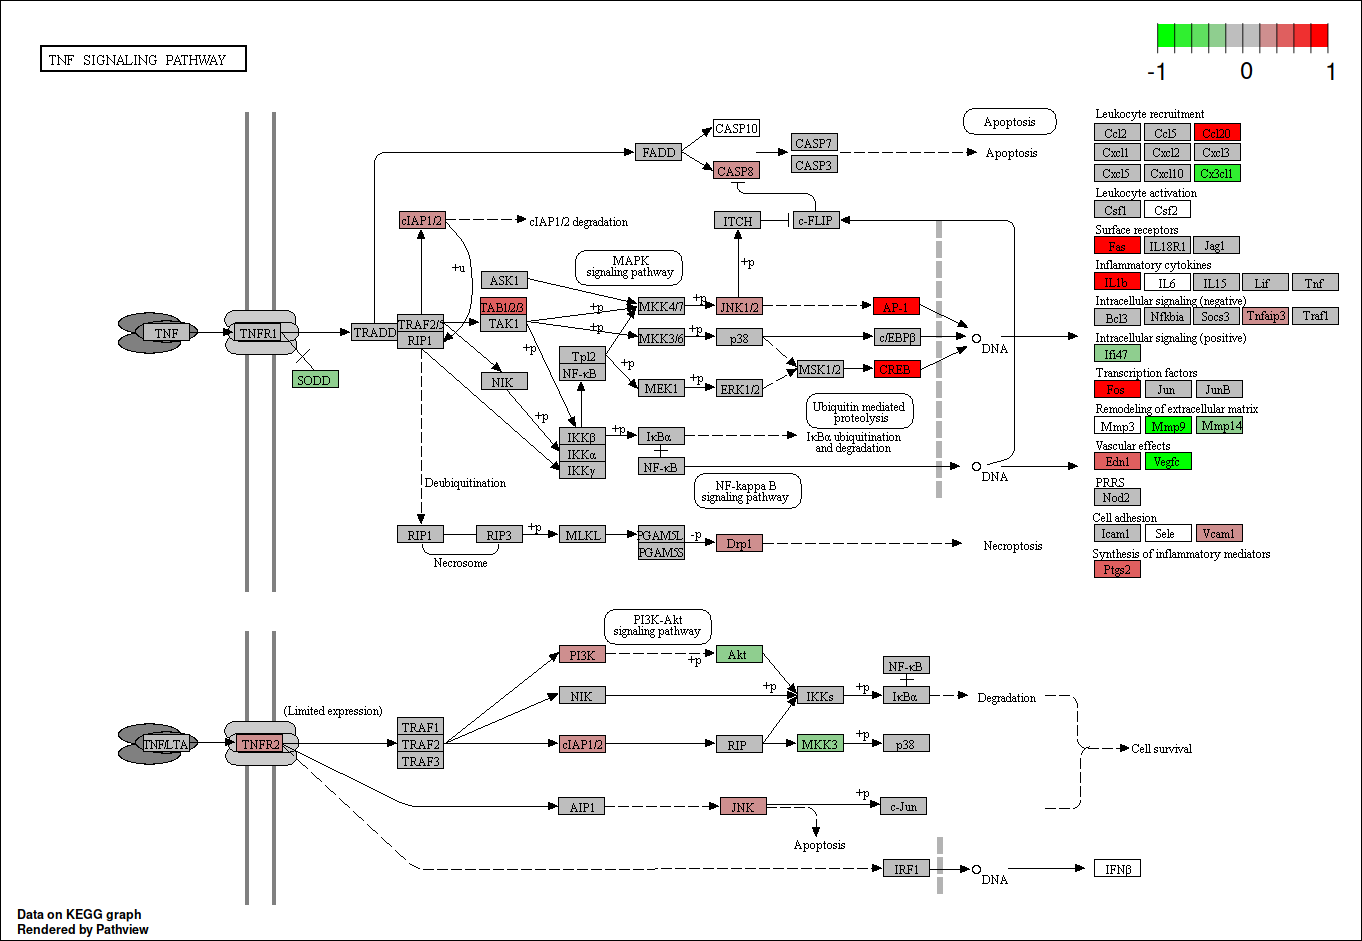 TNF SIGNALING PATHWAY
-1 0 1
Leukocyte recruitment
Ccl2 Ccl5 Ccl20
Cxcl1 Cxcl2 Cxcl3
Cxcl5 Cxcl10 Cx3cl1
Leukocyte activation
Csf1 Csf2
Surface receptors
Fas IL18R1 Jag1
Inflammatory cytokines
IL1b IL6 IL15 Lif Tnf
Intracellular signaling (negative)
Bcl3 Nfkbia Socs3 Tnfaip3 Traf1
Intracellular signaling (positive)
Ifi47
Transcription factors
Fos Jun JunB
Remodeling of extracellular matrix
Mmp3 Mmp9 Mmp14
Vascular effects
Edn1 Vegfc
PRRS
Nod2
Cell adhesion
Icam1 Sele Vcam1
Synthesis of inflammatory mediators
Ptgs2
CASP10
Apoptosis
FADD
CASP7
CASP3
Apoptosis
CASP8
cIAP1/2
cIAP1/2 degradation
ITCH
c-FLIP
+u
MAPK
signaling pathway
+p
ASK1
TAB1/2/3
TAK1
+p
+p
MKK4/7
+p
JNK1/2
AP-1
TNF
TNFR1
TRADD
TRAF2/5
RIP1
MKK3/6
+p
p38
c/EBPβ
DNA
SODD
NIK
Tpl2
NF-κB
+p
MEK1
+p
ERK1/2
MSK1/2
CREB
+p
Ubiquitin mediated
proteolysis
IKKβ
IKKα
IKKγ
+p
IκBα
NF-κB
IκBα ubiquitination
and degradation
DNA
Deubiquitination
NF-kappa B
signaling pathway
RIP1
RIP3
+p
MLKL
PGAM5L
PGAM5S
-p
Drp1
Necroptosis
Necrosome
PI3K-Akt
signaling pathway
PI3K
+p
Akt
NF-κB
NIK
+p
IKKs
+p
IκBα
Degradation
(Limited expression)
TNF/LTA
TNFR2
TRAF1
TRAF2
TRAF3
cIAP1/2
RIP
MKK3
+p
p38
Cell survival
AIP1
JNK
+p
c-Jun
Apoptosis
IRF1
DNA
IFNβ
Data on KEGG graph
Rendered by Pathview